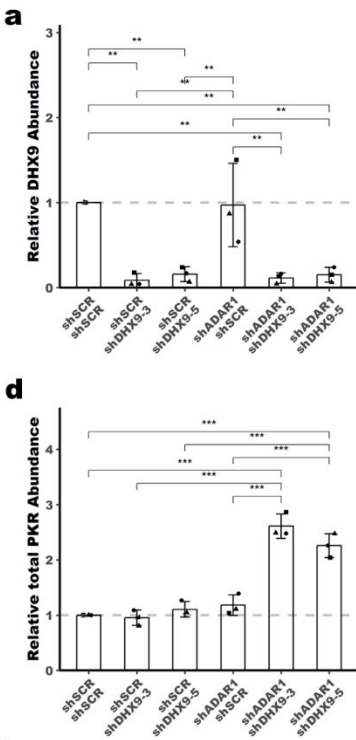 a
Relative DHX9 Abundance
3
2
1
0
**
**
**
**
**
**
**
**
shSCR
shSCR
shSCR
shDHX9-3
shSCR
shDHX9-5
shADAR1
shSCR
shADAR1
shDHX9-3
shADAR1
shDHX9-5
d
Relative total PKR Abundance
4
3
2
1
0
***
***
***
***
***
***
shSCR
shSCR
shSCR
shDHX9-3
shSCR
shDHX9-5
shADAR1
shSCR
shADAR1
shDHX9-3
shADAR1
shDHX9-5